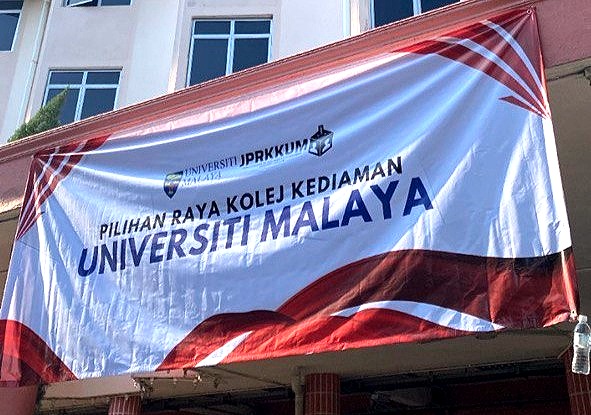 UNIVERSITI
MALAYA
JPRKKUM
PILIHAN RAYA KOLEJ KEDIAMAN
UNIVERSITI MALAYA